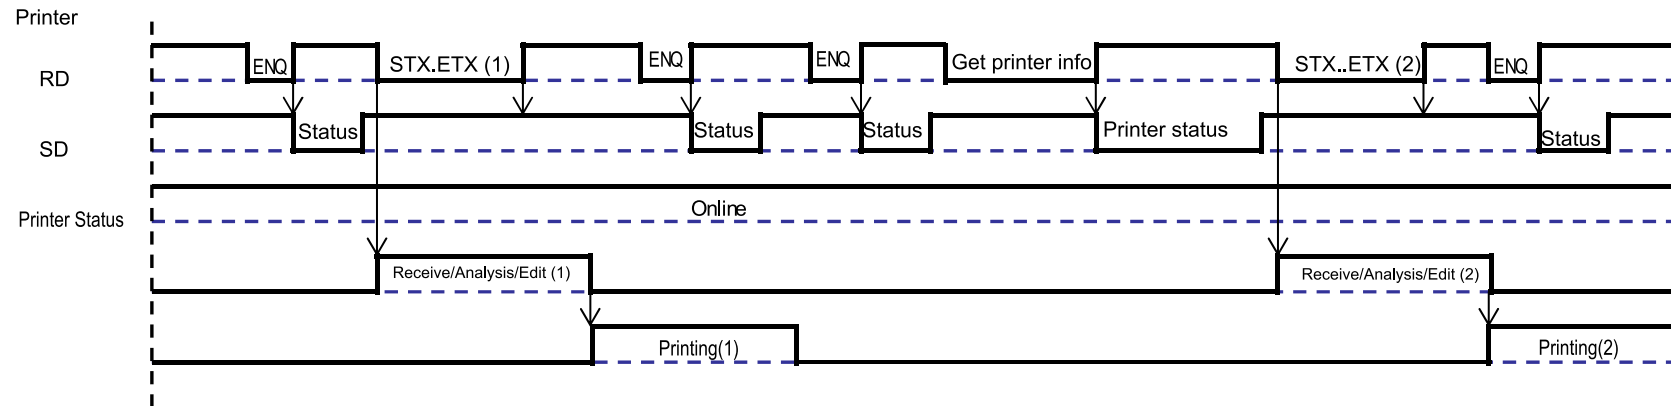 Printer
RD
ENQ
STX.ETX (1)
ENQ
ENQ
Get printer info
STX..ETX (2)
ENQ
SD
Status
Status
Status
Printer status
Status
Printer Status
Online
Receive/Analysis/Edit (1)
Receive/Analysis/Edit (2)
Printing(1)
Printing(2)